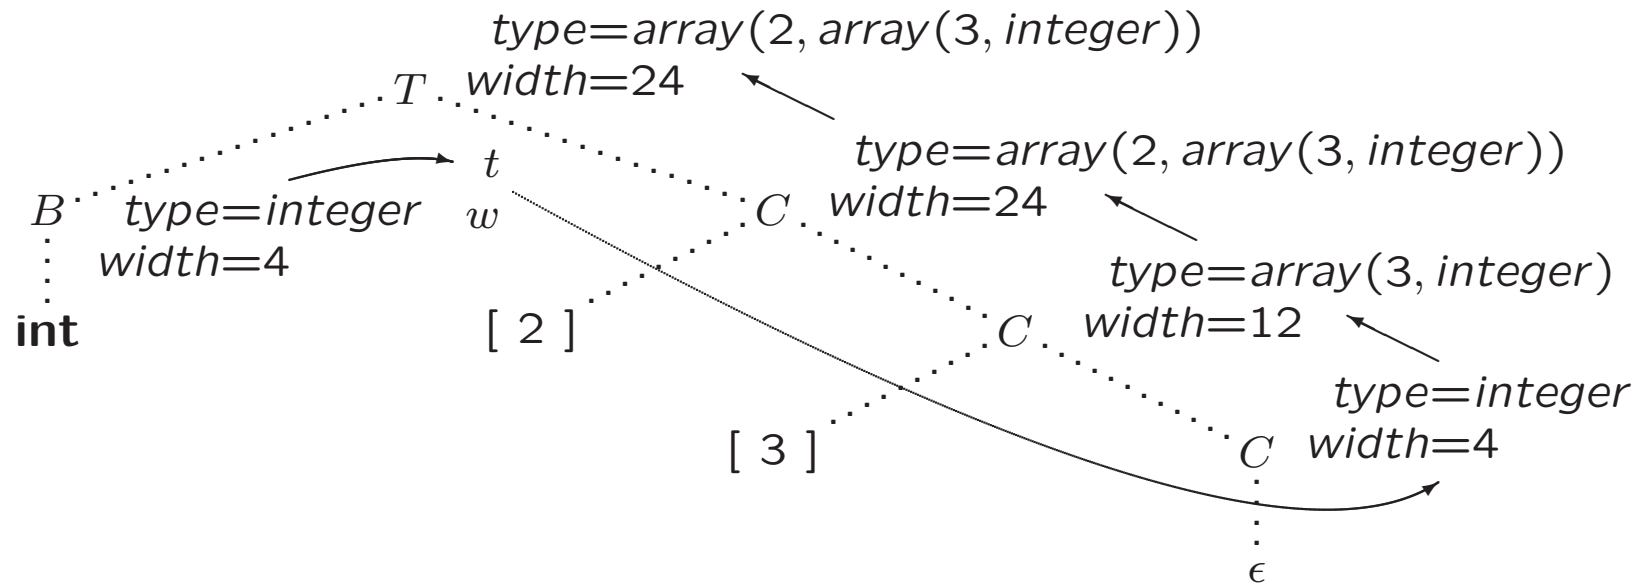 type=array(2, array(3, integer))
T width=24
t
type=array(2, array(3, integer))
B type=integer w C width=24
width=4
type=array(3, integer)
int [ 2 ] C width=12
type=integer
[ 3 ] C width=4
ϵ